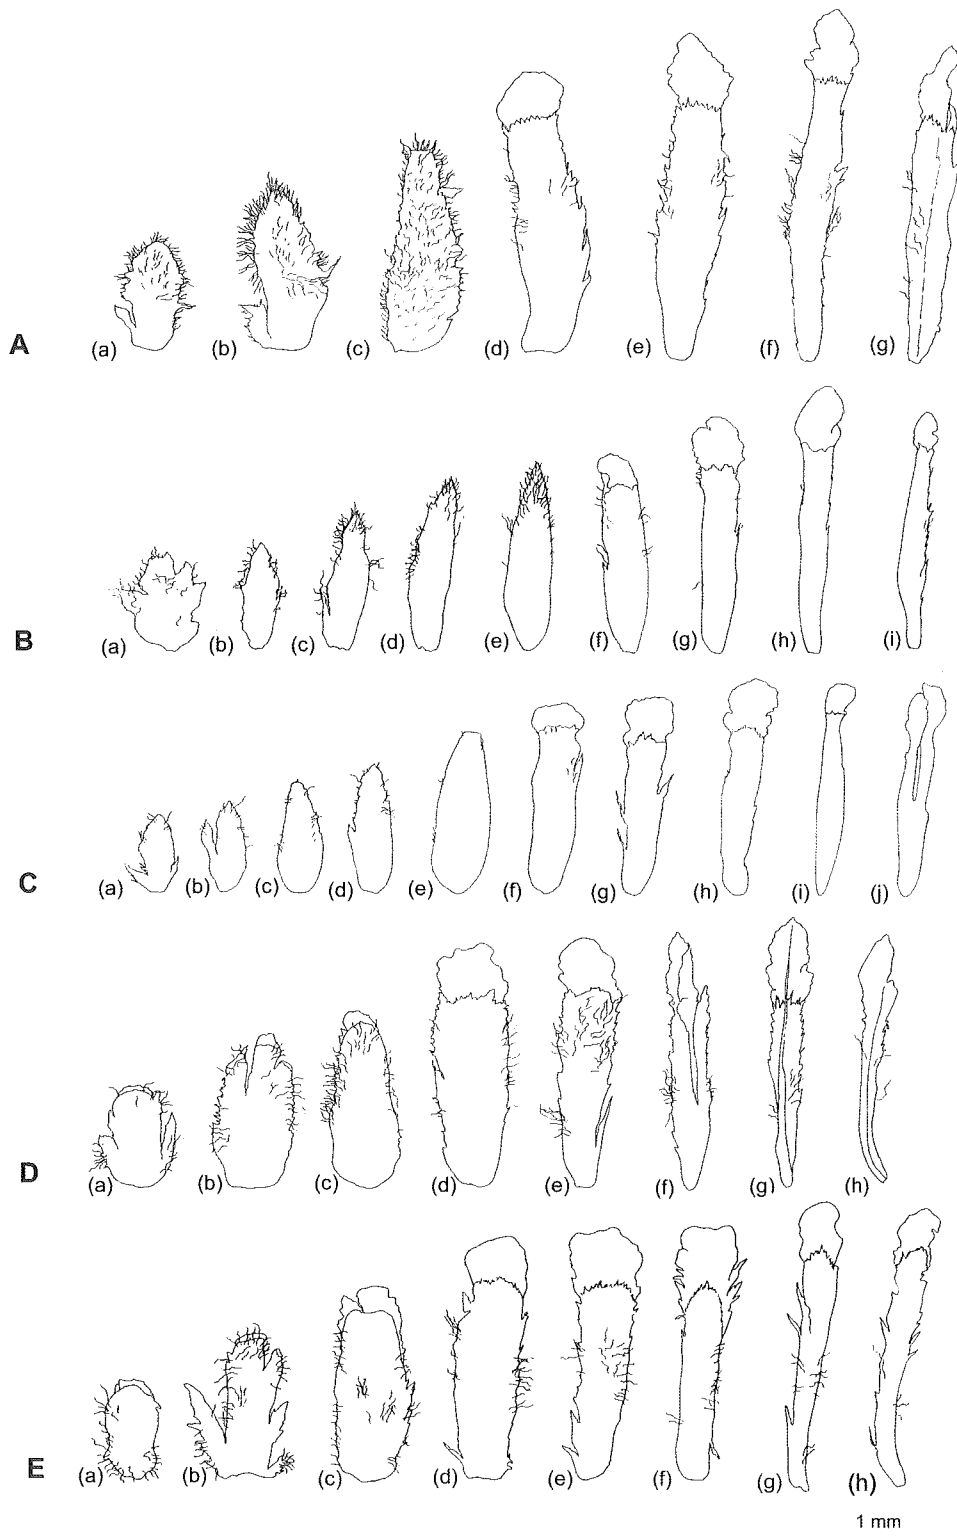 A (a) (b) (c) (d) (e) (f) (g)
B (a) (b) (c) (d) (e) (f) (g) (h) (i)
C (a) (b) (c) (d) (e) (f) (g) (h) (i) (j)
D (a) (b) (c) (d) (e) (f) (g) (h)
E (a) (b) (c) (d) (e) (f) (g) (h)
1 mm